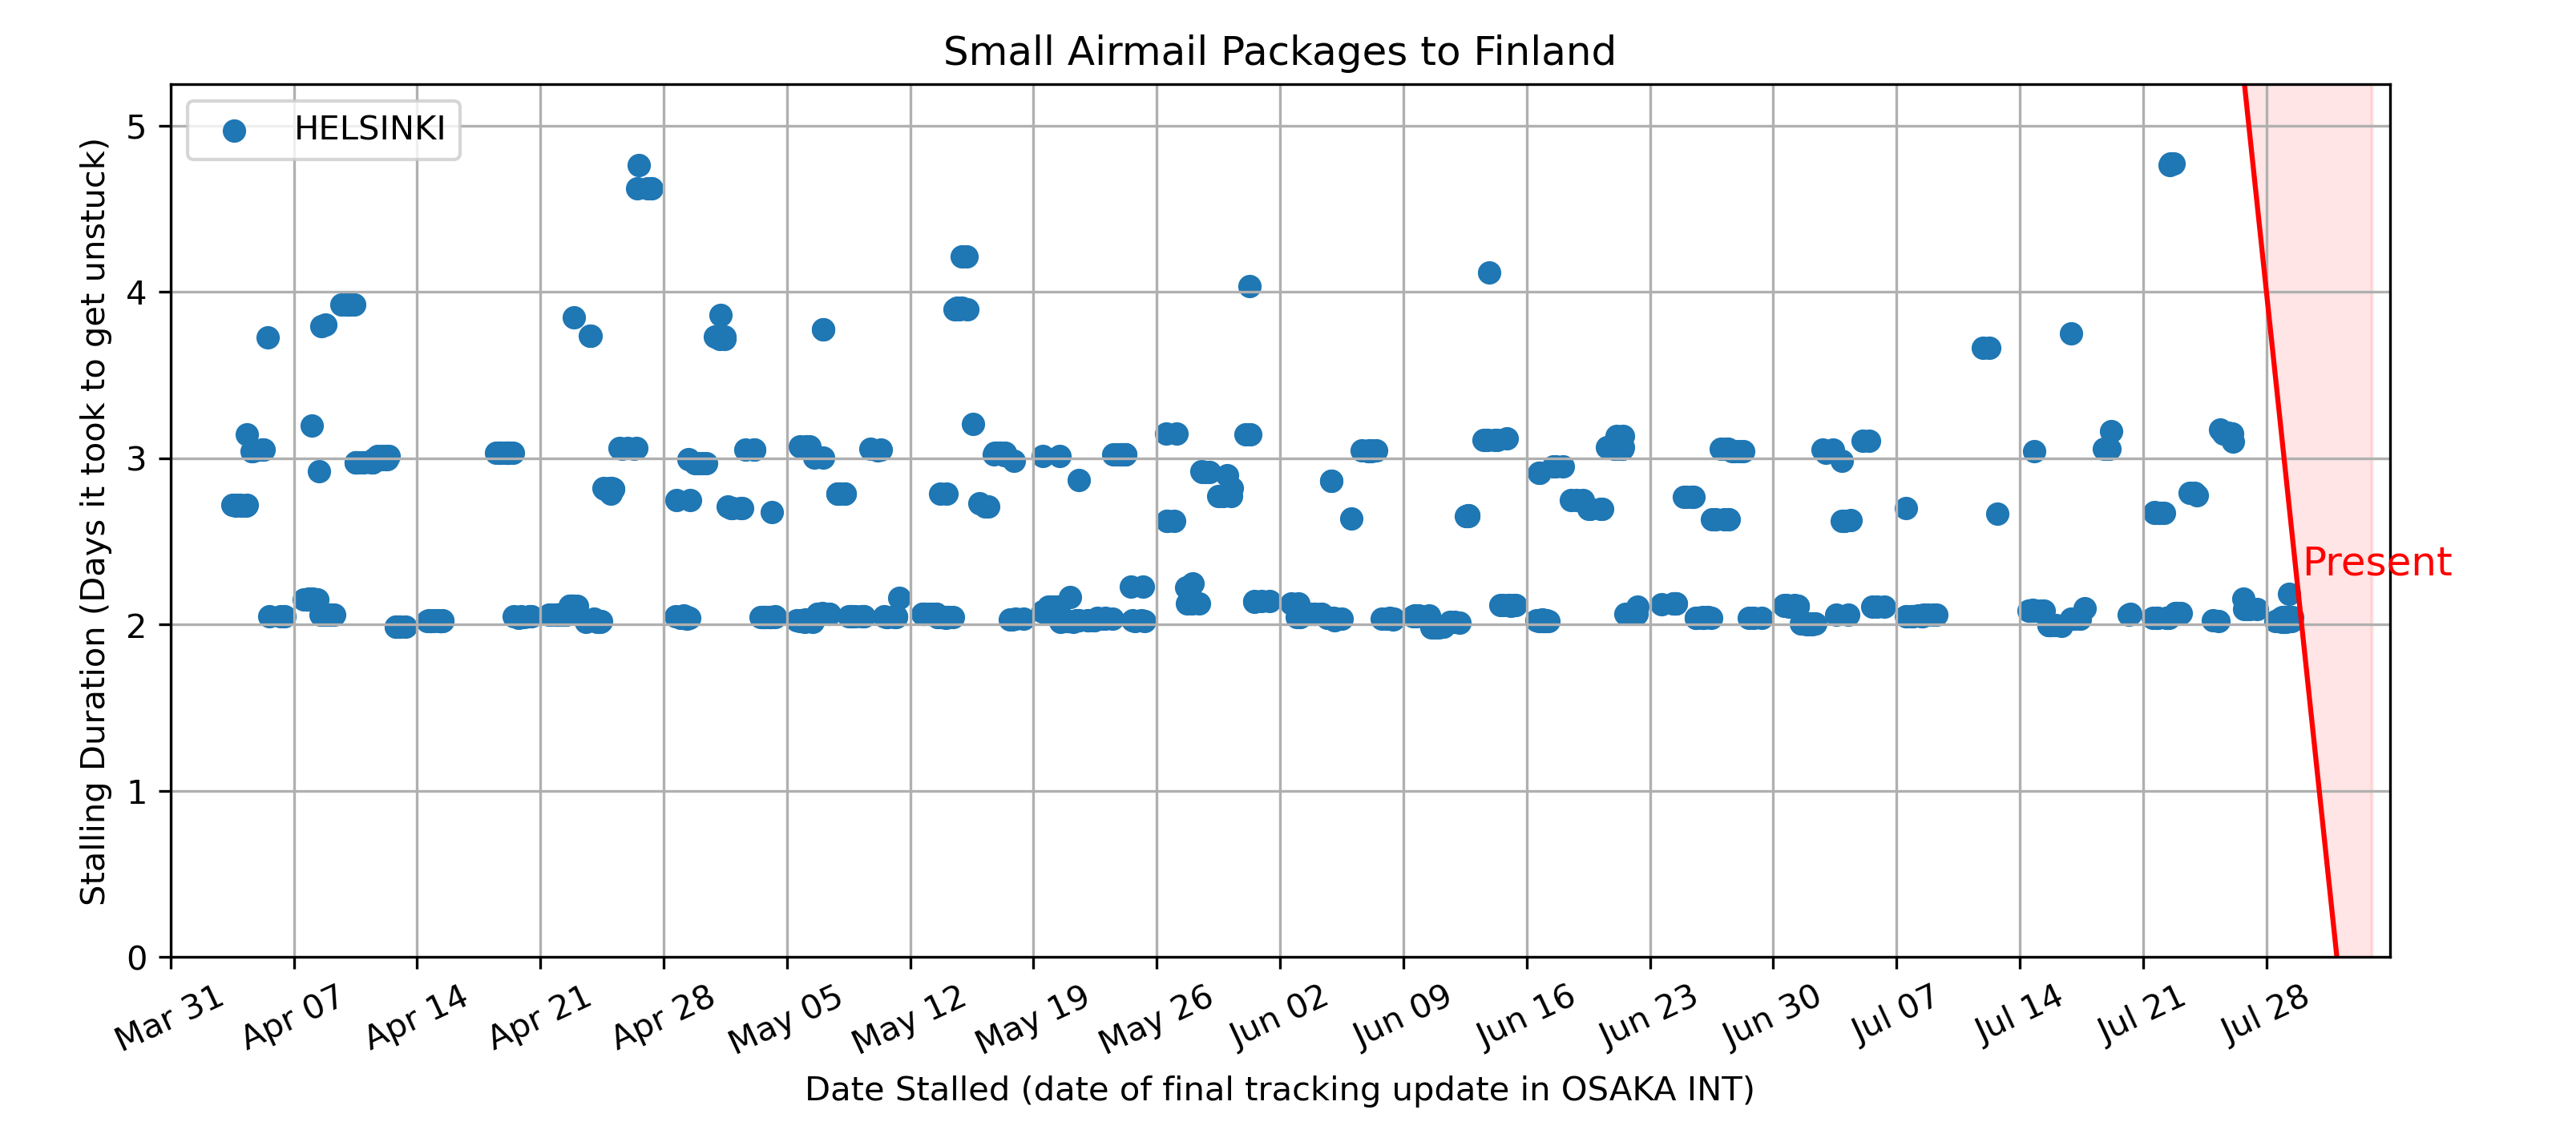 Small Airmail Packages to Finland
HELSINKI
Stalling Duration (Days it took to get unstuck)
5
4
3
2
1
0
Present
Mar 31
Apr 07
Apr 14
Apr 21
Apr 28
May 05
May 12
May 19
May 26
Jun 02
Jun 09
Jun 16
Jun 23
Jun 30
Jul 07
Jul 14
Jul 21
Jul 28
Date Stalled (date of final tracking update in OSAKA INT)